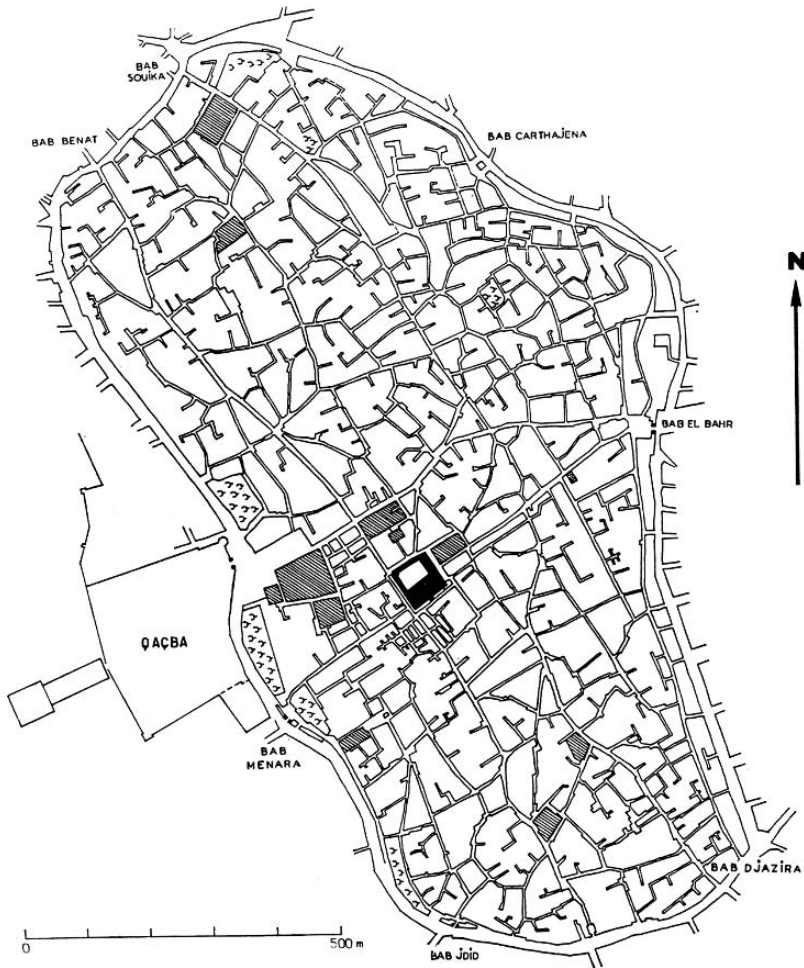 BAB
SOUIKA
BAB BENAT
BAB CARTHAJENA
N
BAB EL BAHR
QAÇBA
BAB
MENARA
BAB DJAZIRA
BAB JDID
0
500 m